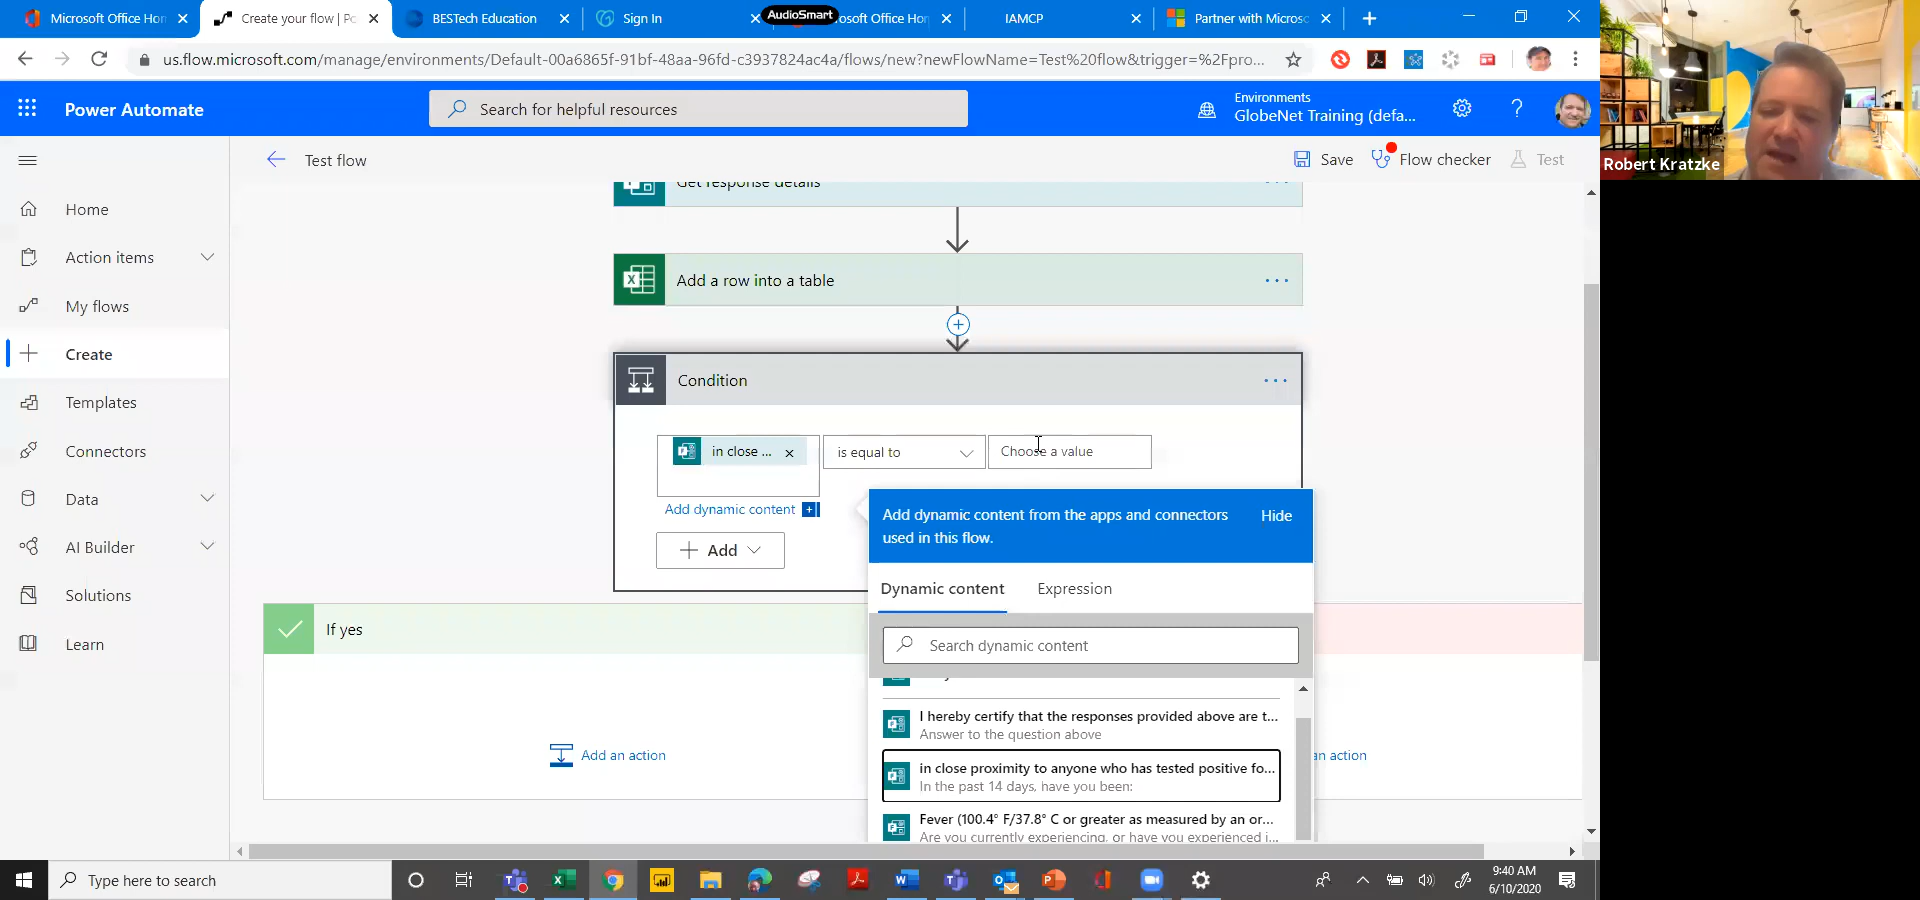 Microsoft Office Hon
Create your flow | Po
BESTech Education
Sign In
AudioSmart
osoft Office Hon
IAMCP
Partner with Microso
us.flow.microsoft.com/manage/environments/Default-00a6865f-91bf-48aa-96fd-c3937824ac4a/flows/new?newFlowName=Test%20flow&trigger=%2Fpro...
Power Automate
Search for helpful resources
Environments
GlobeNet Training (defa...
Robert Kratzke
Test flow
Save
Flow checker
Test
Get response details
Home
Action items
My flows
Create
Templates
Connectors
Data
AI Builder
Solutions
Learn
Add a row into a table
Condition
in close ...
is equal to
Choose a value
Add dynamic content
Add
Add dynamic content from the apps and connectors
used in this flow.
Hide
Dynamic content
Expression
Search dynamic content
I hereby certify that the responses provided above are t...
Answer to the question above
in close proximity to anyone who has tested positive fo...
In the past 14 days, have you been:
Fever (100.4° F/37.8° C or greater as measured by an or...
Are you currently experiencing, or have you experienced i...
If yes
Add an action
an action
Type here to search
9:40 AM
6/10/2020